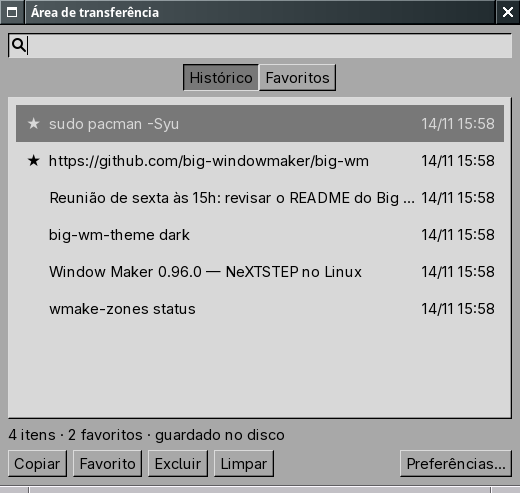 Área de transferência
Histórico Favoritos
★ sudo pacman -Syu 14/11 15:58
★ https://github.com/big-windowmaker/big-wm 14/11 15:58
Reunião de sexta às 15h: revisar o README do Big ... 14/11 15:58
big-wm-theme dark 14/11 15:58
Window Maker 0.96.0 — NeXTSTEP no Linux 14/11 15:58
wmake-zones status 14/11 15:58
4 itens · 2 favoritos · guardado no disco
Copiar Favorito Excluir Limpar Preferências...